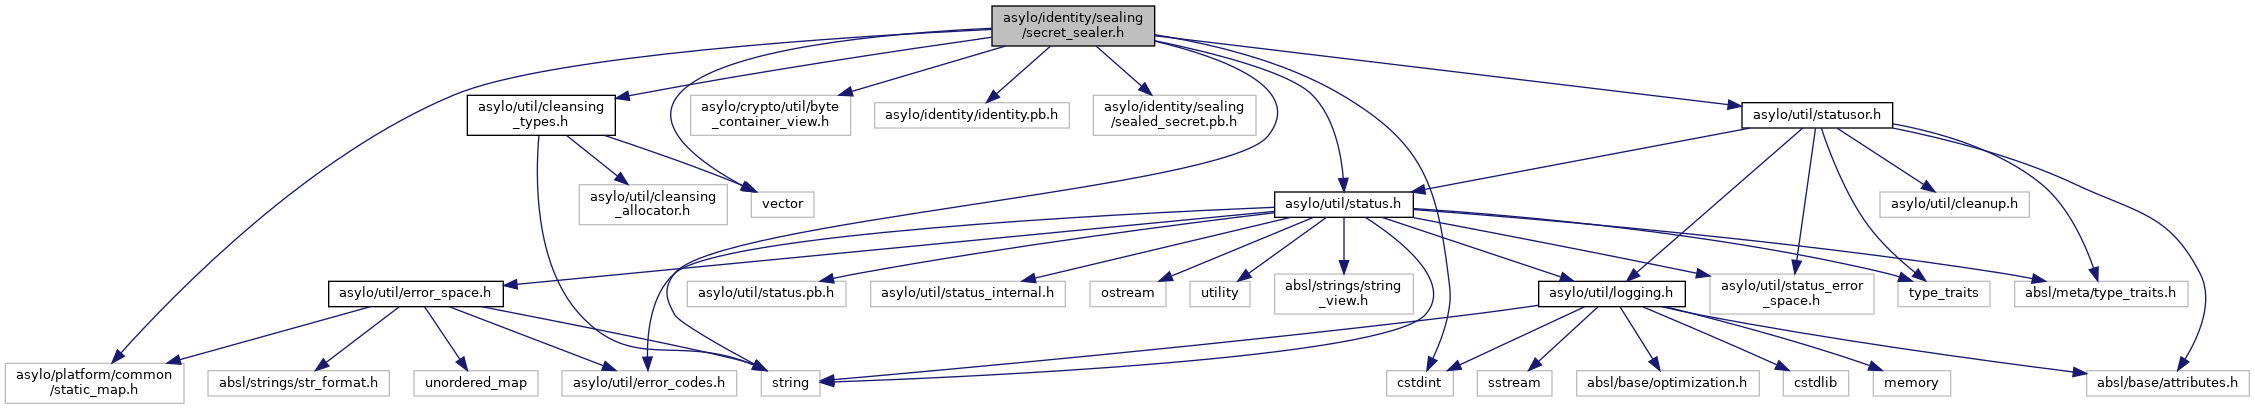 asylo/identity/sealing
/secret_sealer.h
asylo/util/cleansing
_types.h
asylo/crypto/util/byte
_container_view.h
asylo/identity/identity.pb.h
asylo/identity/sealing
/sealed_secret.pb.h
asylo/util/statusor.h
asylo/util/cleansing
_allocator.h
vector
asylo/util/status.h
asylo/util/cleanup.h
asylo/util/error_space.h
asylo/util/status.pb.h
asylo/util/status_internal.h
ostream
utility
absl/strings/string
_view.h
asylo/util/logging.h
asylo/util/status_error
_space.h
type_traits
absl/meta/type_traits.h
asylo/platform/common
/static_map.h
absl/strings/str_format.h
unordered_map
asylo/util/error_codes.h
string
cstdint
sstream
absl/base/optimization.h
cstdlib
memory
absl/base/attributes.h